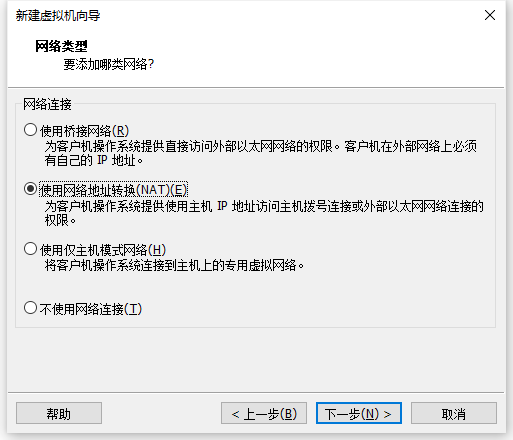 新建虚拟机向导
网络类型
要添加哪类网络?
网络连接
使用桥接网络(R)
为客户机操作系统提供直接访问外部以太网网络的权限。客户机在外部网络上必须
有自己的 IP 地址。
使用网络地址转换(NAT)(E)
为客户机操作系统提供使用主机 IP 地址访问主机拨号连接或外部以太网网络连接的
权限。
使用仅主机模式网络(H)
将客户机操作系统连接到主机上的专用虚拟网络。
不使用网络连接(T)
帮助
< 上一步(B)
下一步(N) >
取消